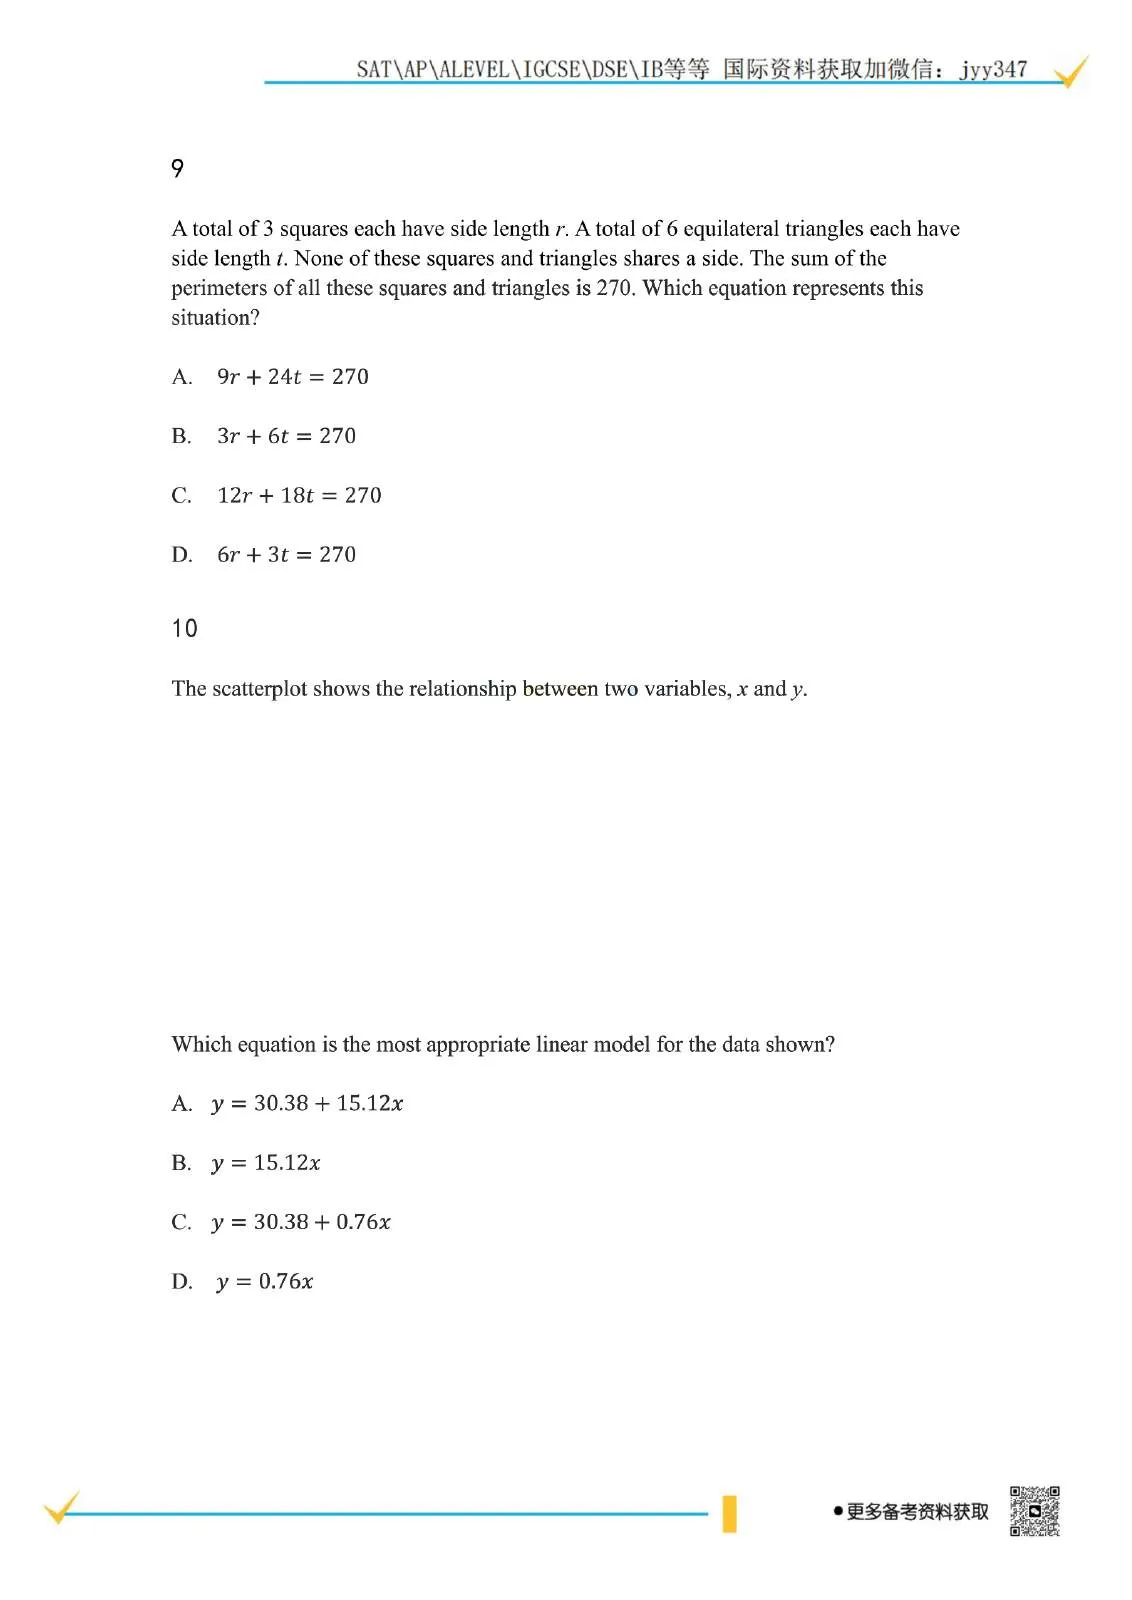 SAT\AP\ALEVEL\IGCSE\DSE\IB等等 国际资料获取加微信：jyy347
9
A total of 3 squares each have side length r. A total of 6 equilateral triangles each have
side length t. None of these squares and triangles shares a side. The sum of the
perimeters of all these squares and triangles is 270. Which equation represents this
situation?
A. 9r + 24t = 270
B. 3r + 6t = 270
C. 12r + 18t = 270
D. 6r + 3t = 270
10
The scatterplot shows the relationship between two variables, x and y.
Which equation is the most appropriate linear model for the data shown?
A. y = 30.38 + 15.12x
B. y = 15.12x
C. y = 30.38 + 0.76x
D. y = 0.76x
●更多备考资料获取